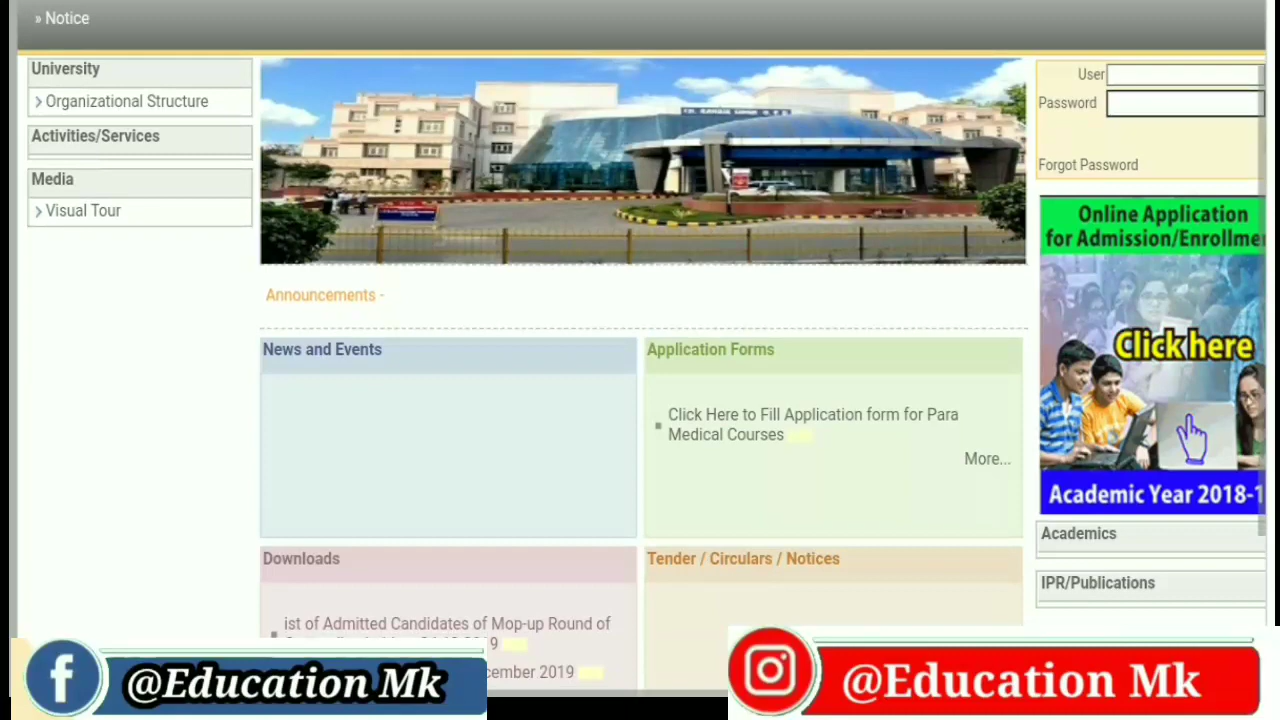 » Notice
University
Organizational Structure
Activities/Services
Media
Visual Tour
User
Password
Forgot Password
Online Application
for Admission/Enrollme
Click here
Academic Year 2018-1
Announcements -
News and Events
Application Forms
Click Here to Fill Application form for Para
Medical Courses
More...
Downloads
ist of Admitted Candidates of Mop-up Round of
9
cember 2019
Tender / Circulars / Notices
Academics
IPR/Publications
@Education Mk
@Education Mk